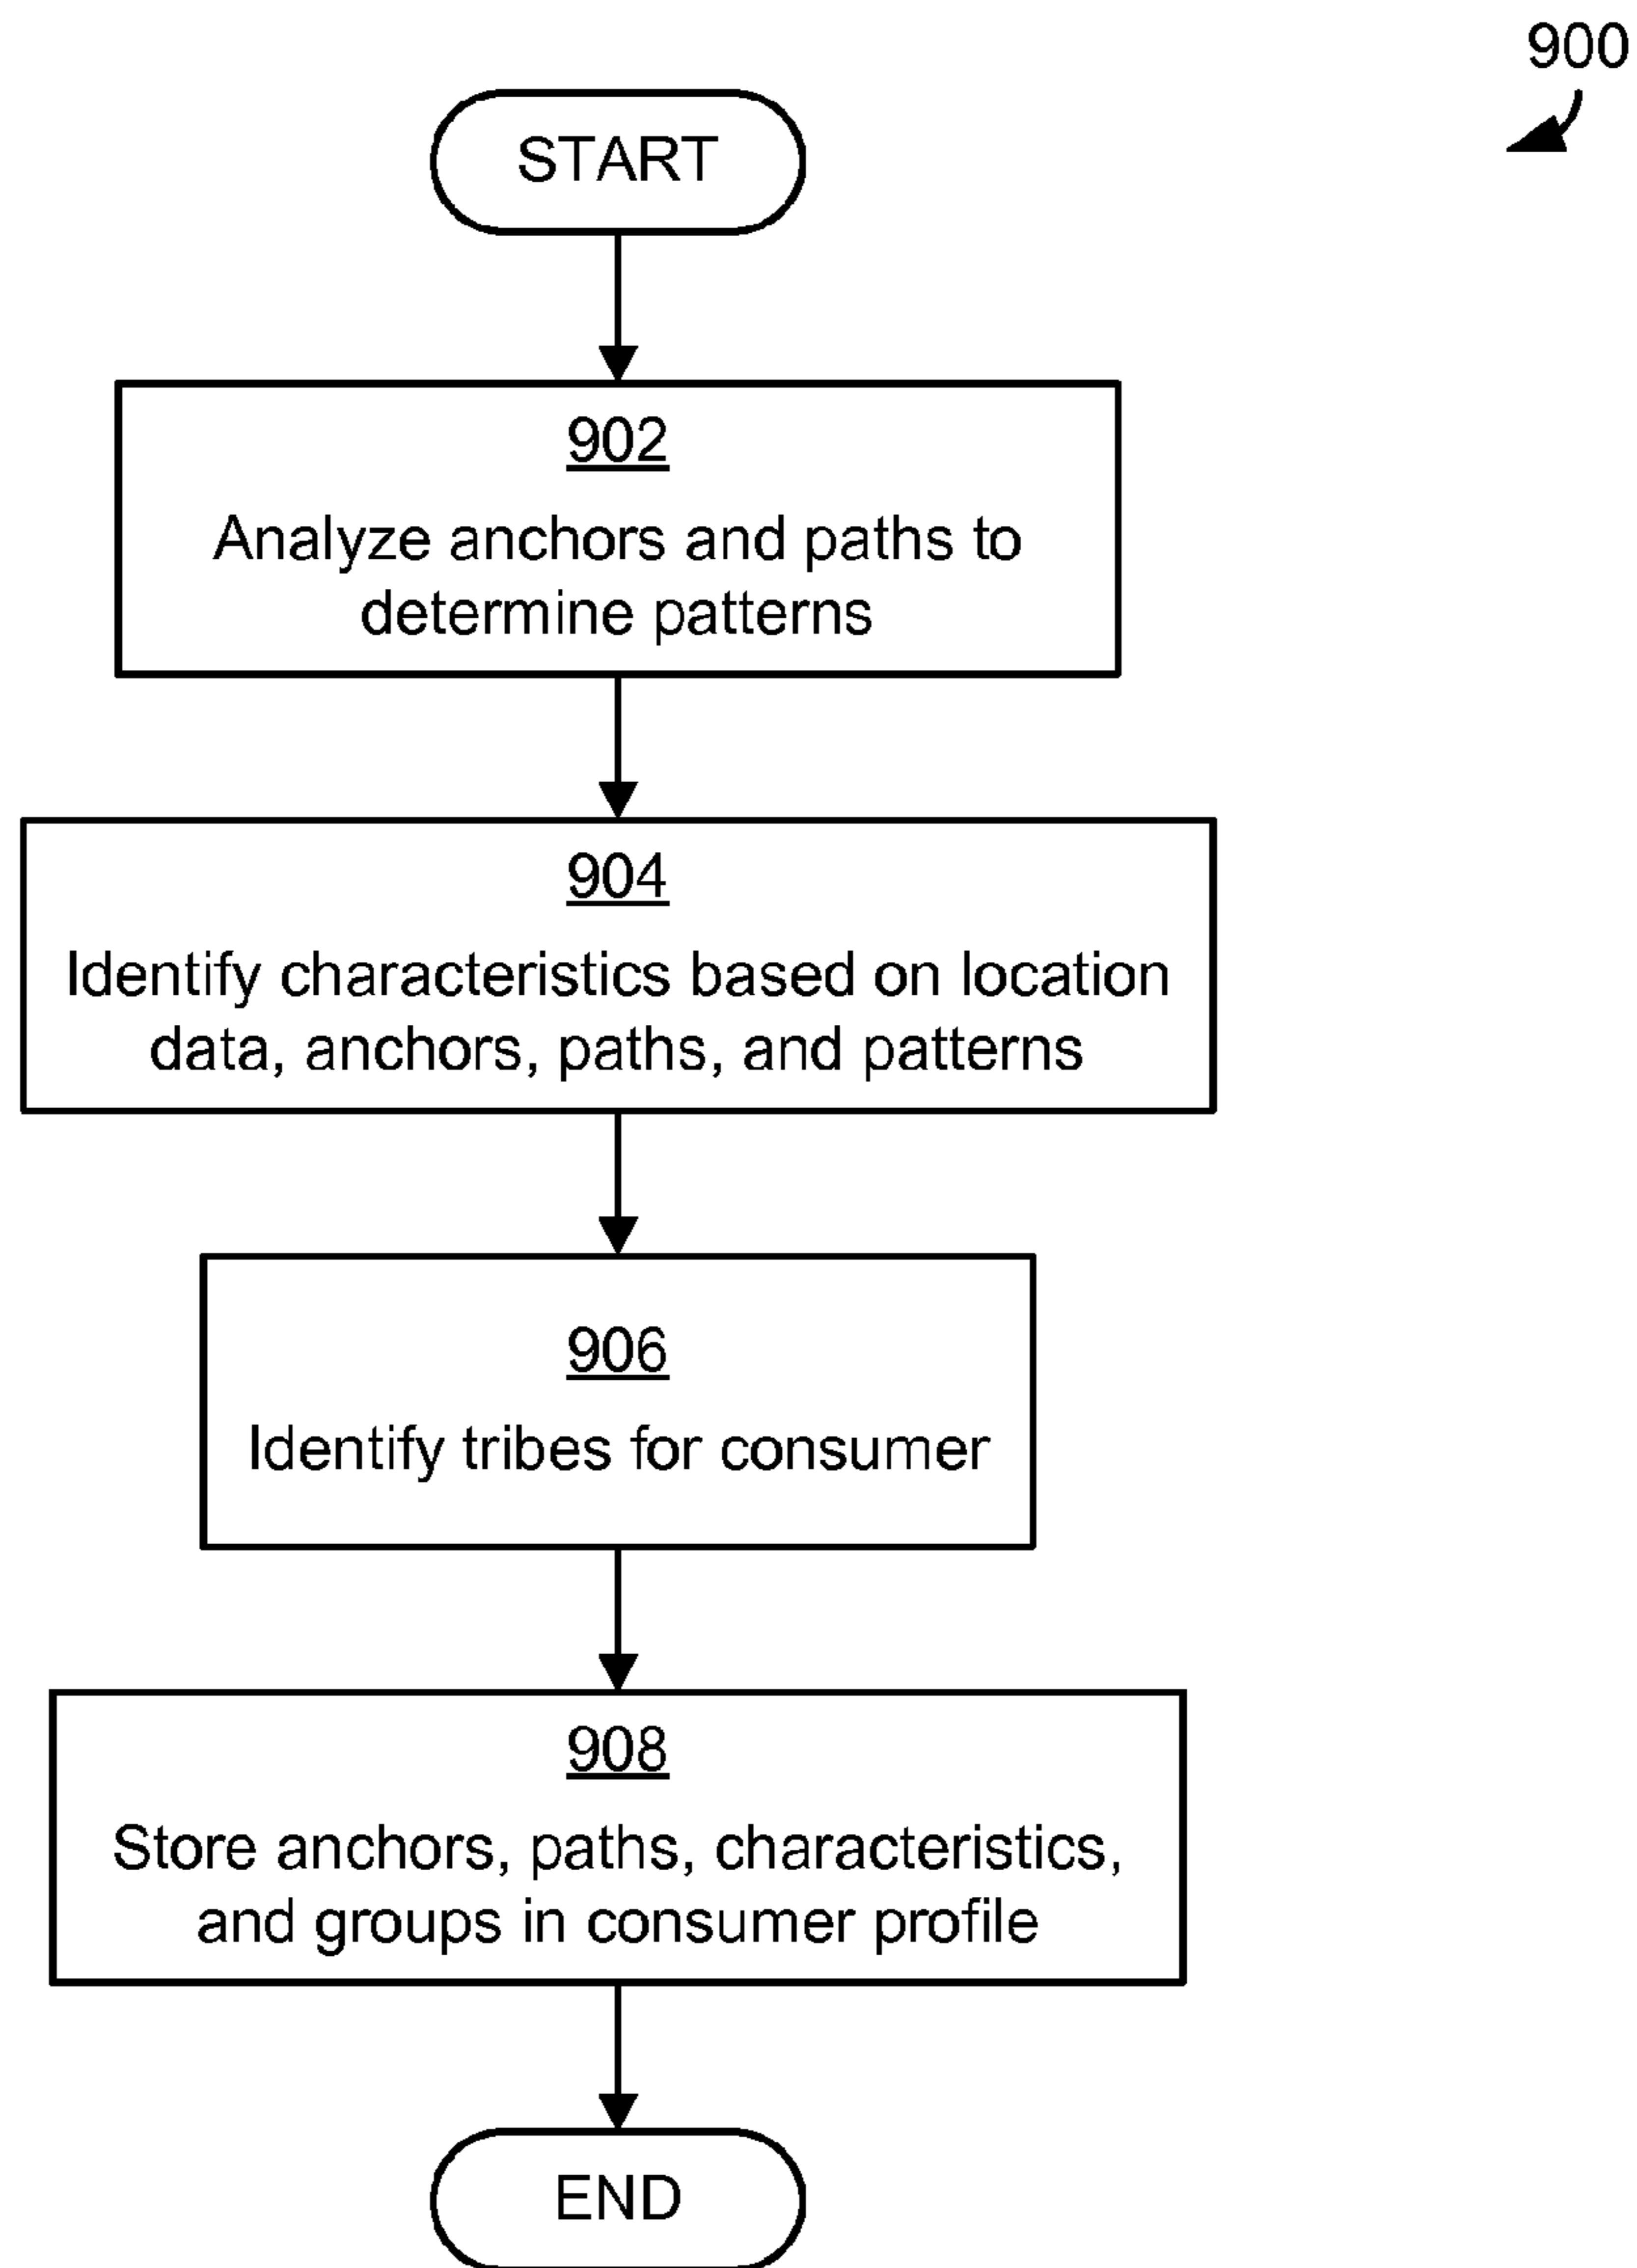 900
START
902
Analyze anchors and paths to
determine patterns
904
Identify characteristics based on location
data, anchors, paths, and patterns
906
Identify tribes for consumer
908
Store anchors, paths, characteristics,
and groups in consumer profile
END